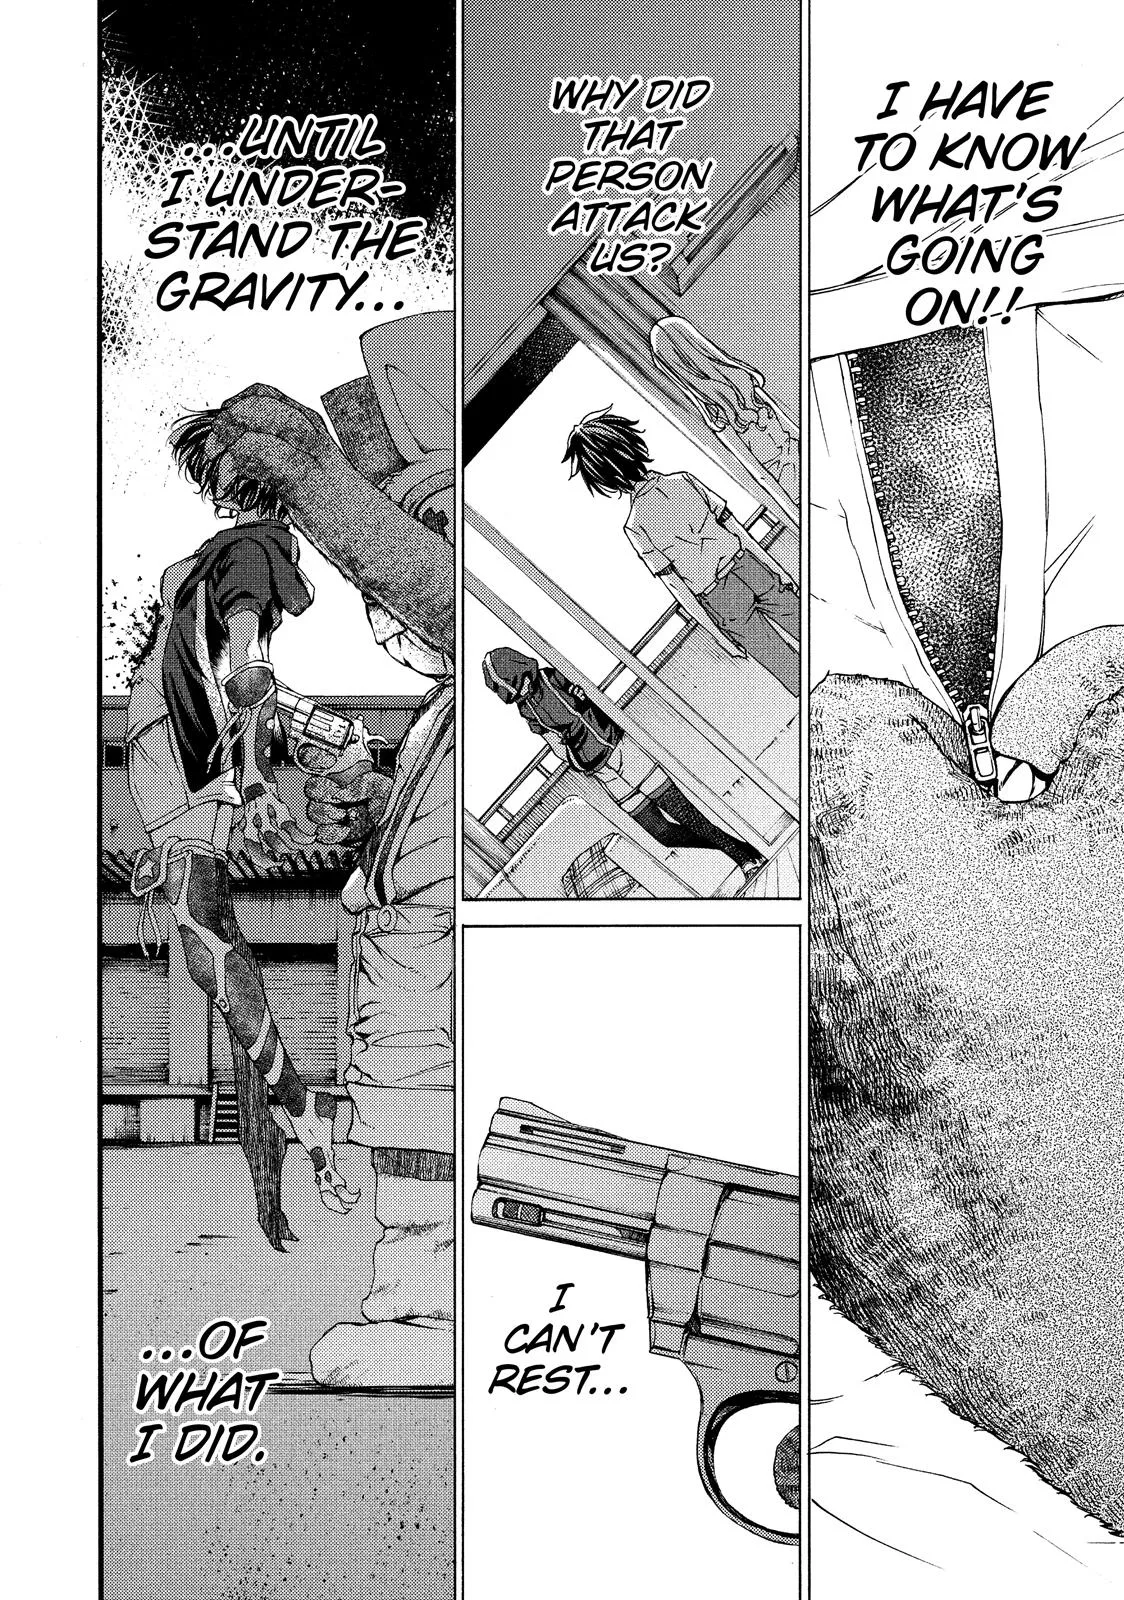 I HAVE
TO KNOW
WHAT'S
GOING
ON!!
WHY DID
THAT
PERSON
ATTACK
US?
I
CAN'T
REST...
...UNTIL
I UNDER-
STAND THE
GRAVITY...
...OF
WHAT
I DID.